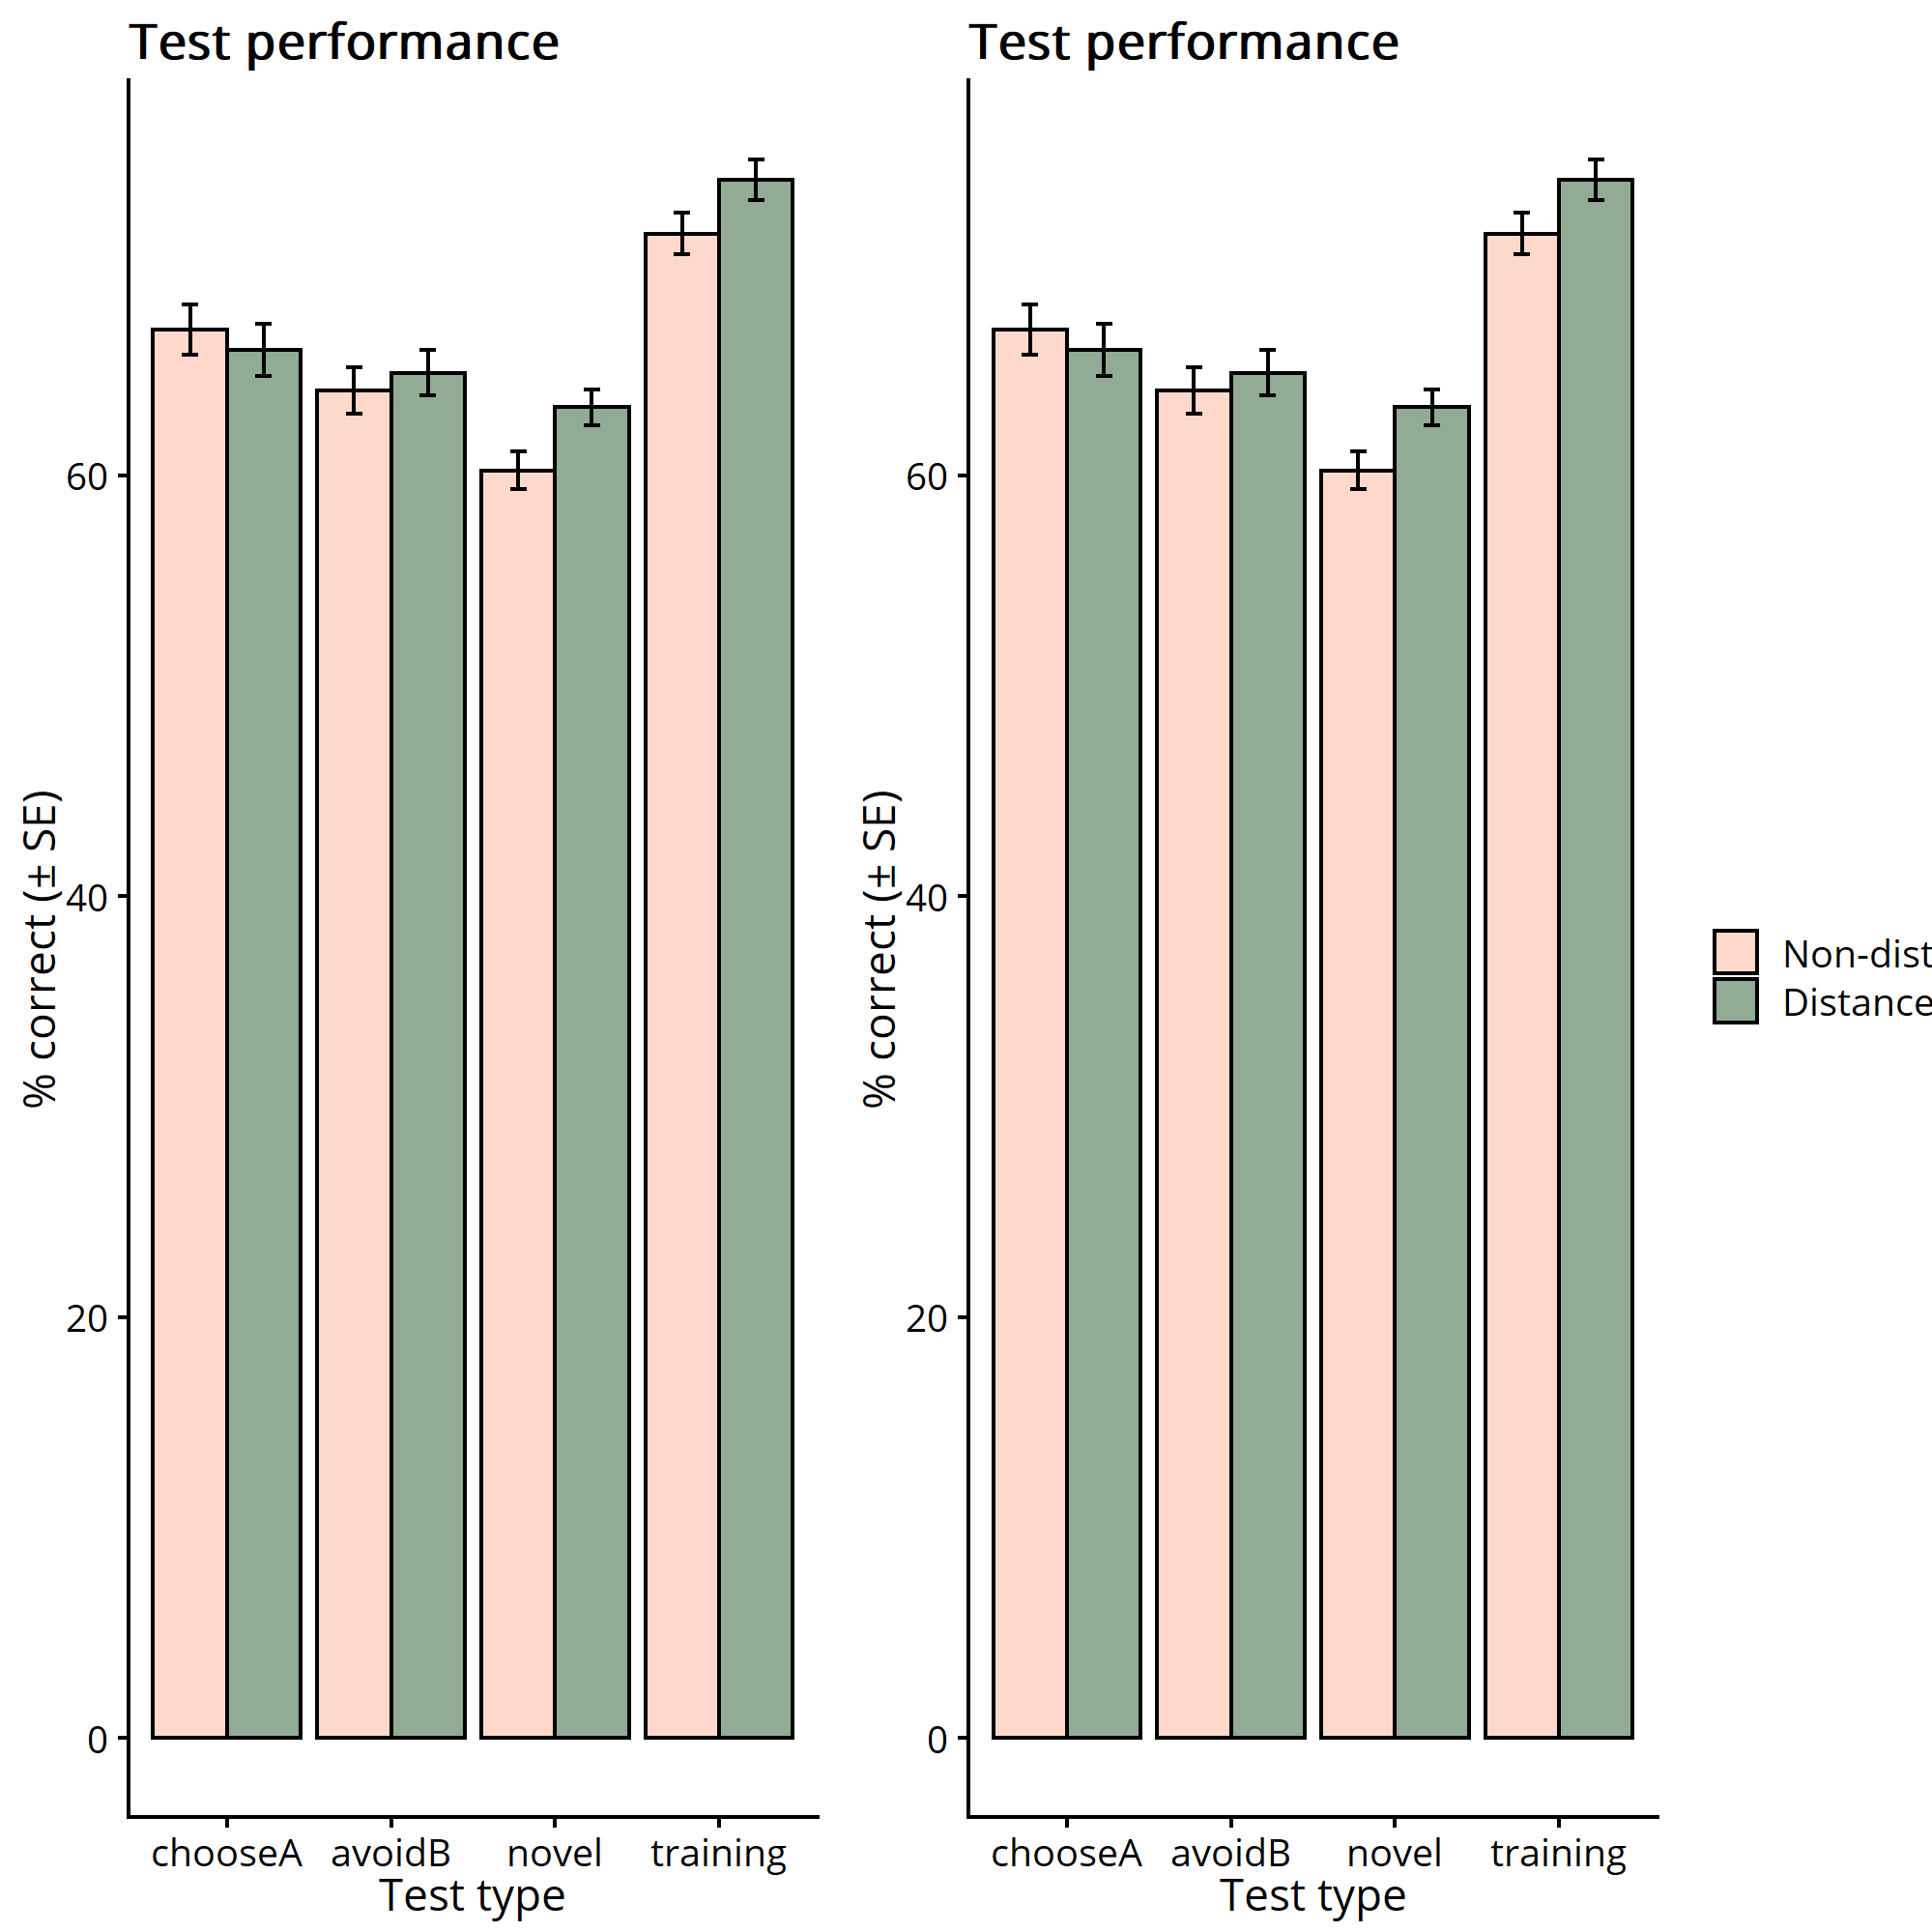 Test performance
% correct (± SE)
60
40
20
0
chooseA avoidB novel training
Test type
Test performance
% correct (± SE)
60
40
20
0
chooseA avoidB novel training
Test type
Non-dist
Distance